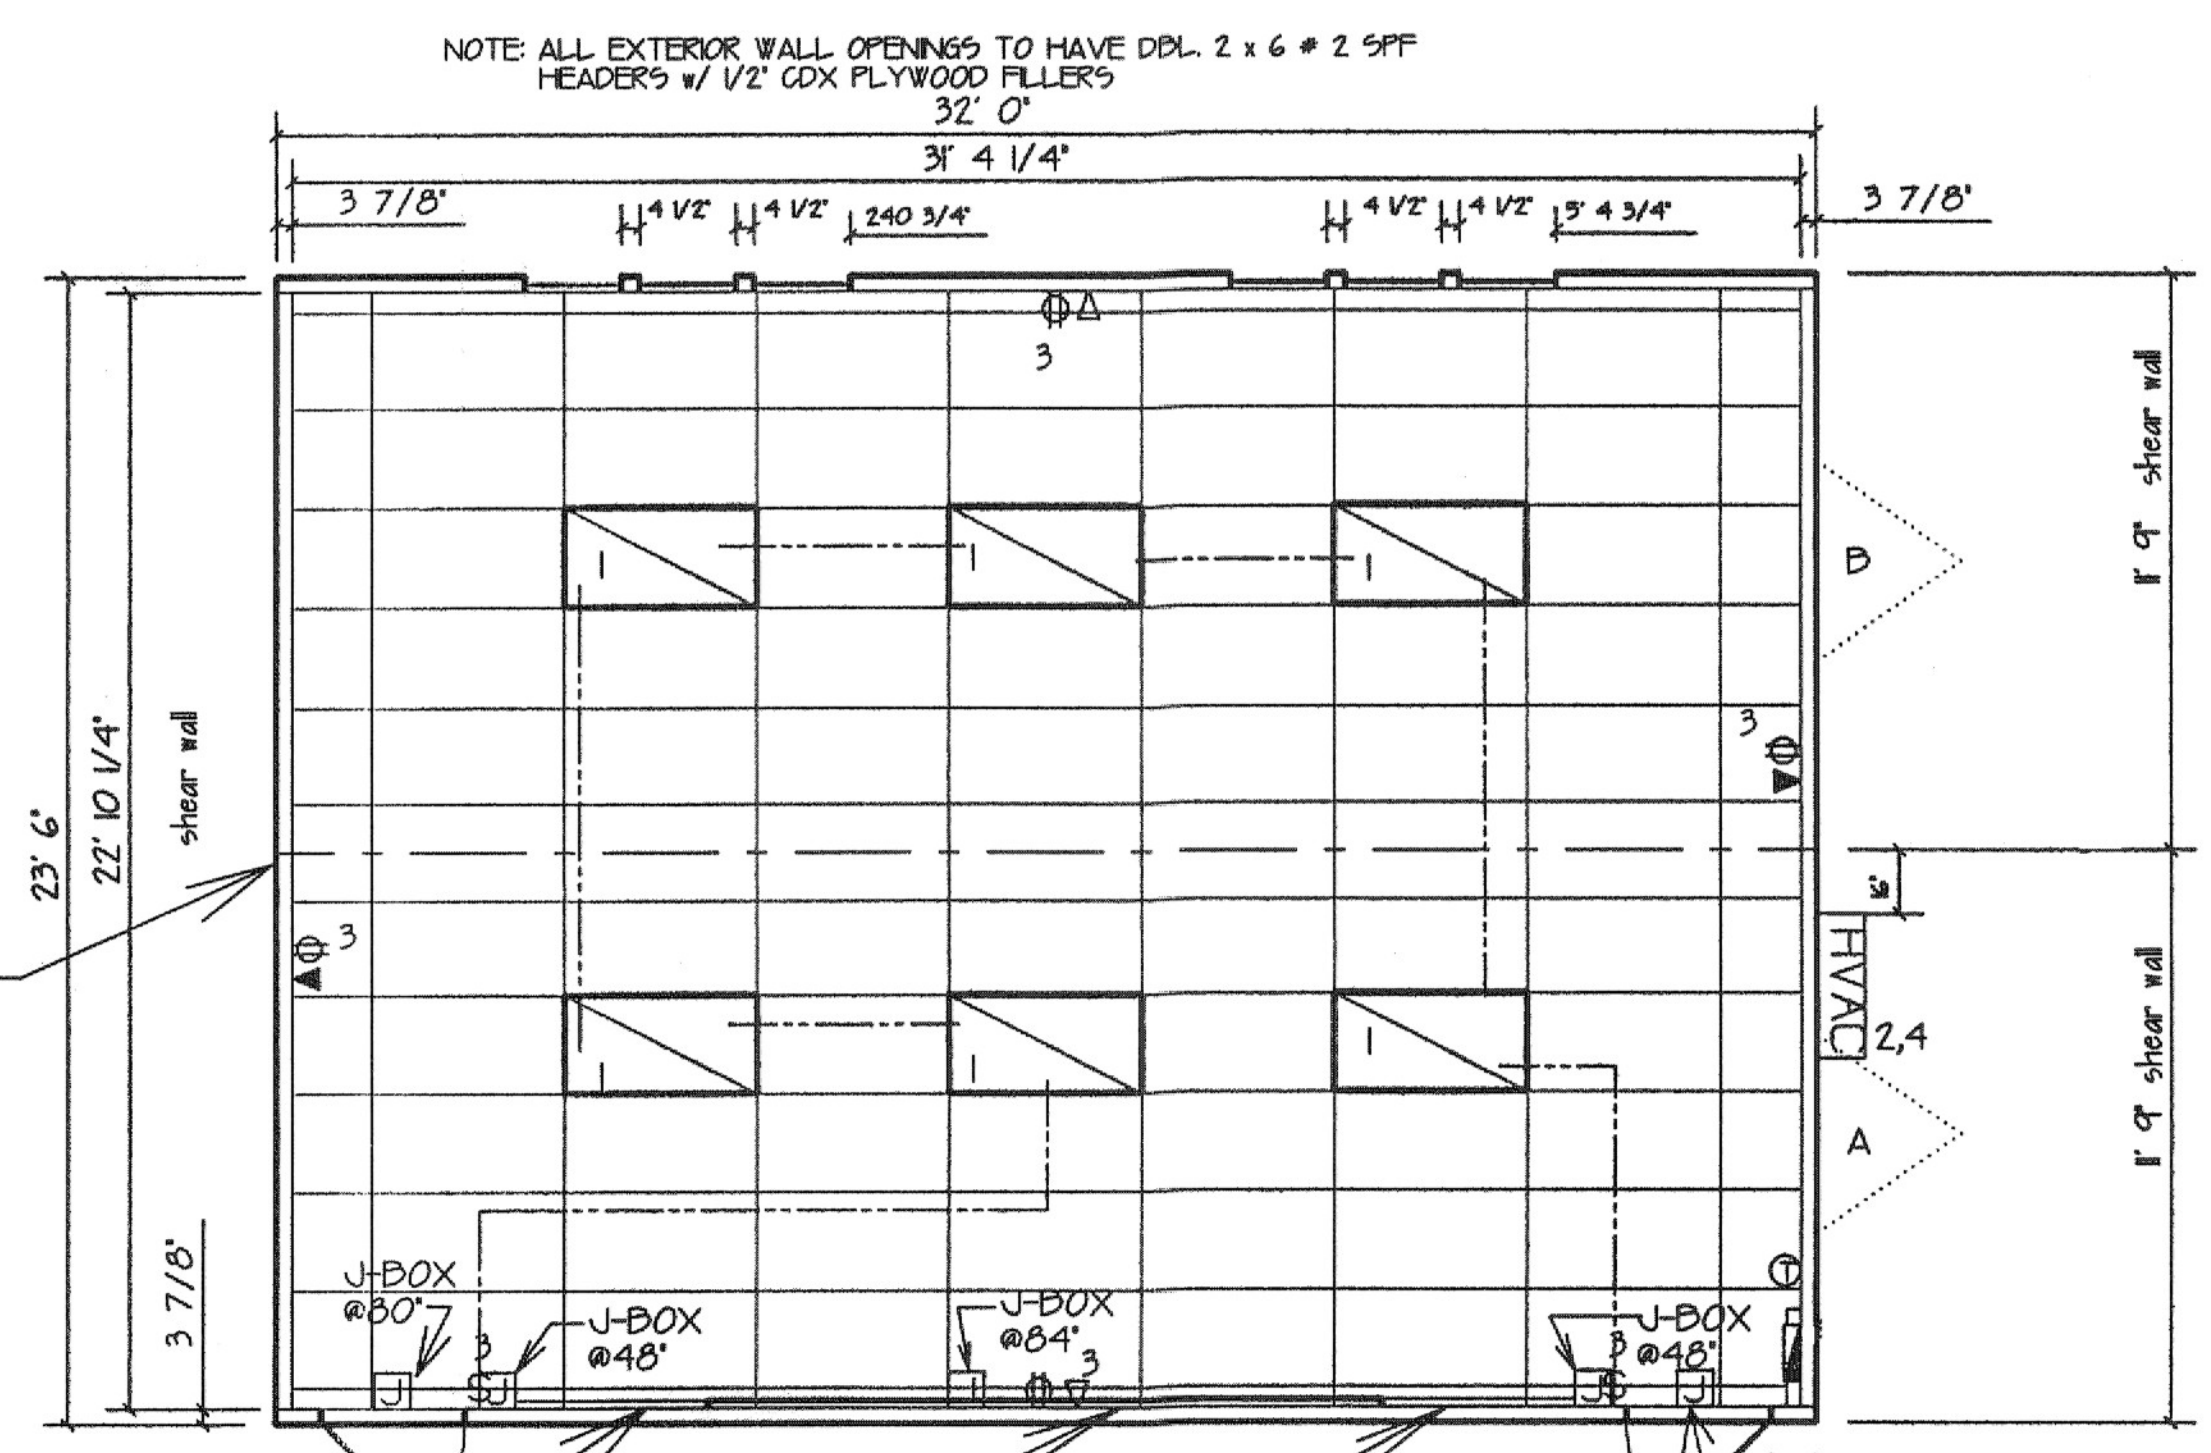 NOTE: ALL EXTERIOR WALL OPENINGS TO HAVE DBL. 2 x 6 # 2 SPF
HEADERS w/ 1/2" CDX PLYWOOD FILLERS
32' 0"
31' 4 1/4"
3 7/8"
4 1/2"
4 1/2"
240 3/4"
4 1/2"
4 1/2"
5' 4 3/4"
3 7/8"
3
shear wall
11' 9"
B
3
23' 6"
22' 10 1/4"
shear wall
3
6"
HVAC
2,4
shear wall
11' 9"
A
T
3 7/8"
J-BOX
@80"
J
3
S
J-BOX
@48"
J
J-BOX
@84"
3
J-BOX
@48"
3
J
S
J